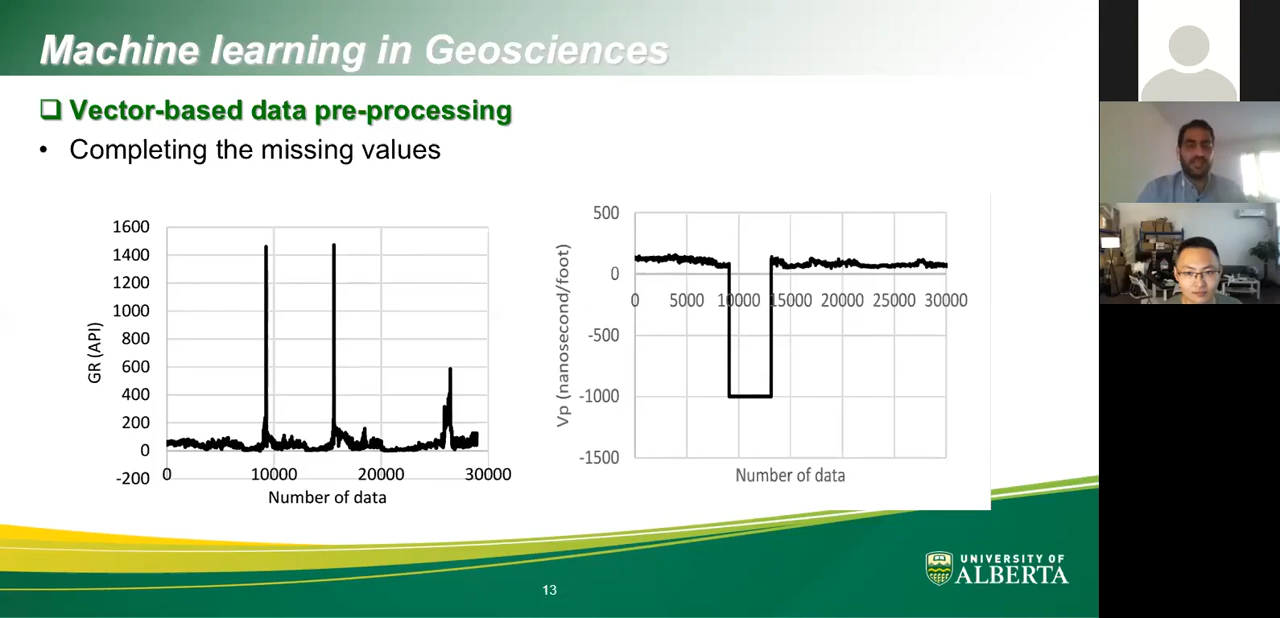 Machine learning in Geosciences
❑ Vector-based data pre-processing
• Completing the missing values
1600
1400
1200
1000
800
600
400
200
0
-200
GR (API)
0 10000 20000 30000
Number of data
500
0
-500
-1000
-1500
Vp (nanosecond/foot)
0 5000 10000 15000 20000 25000 30000
Number of data
13
UNIVERSITY OF
ALBERTA